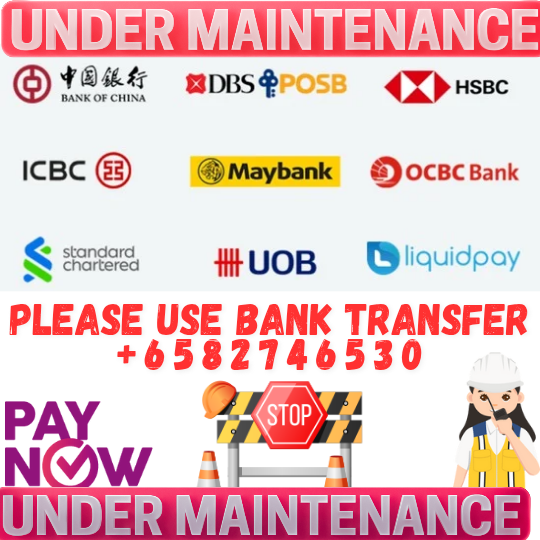 UNDER MAINTENANCE
中國銀行
BANK OF CHINA
DBS POSB
HSBC
ICBC
Maybank
OCBC Bank
standard
chartered
UOB
liquidpay
PLEASE USE BANK TRANSFER
+6582746530
STOP
PAY
NOW
UNDER MAINTENANCE